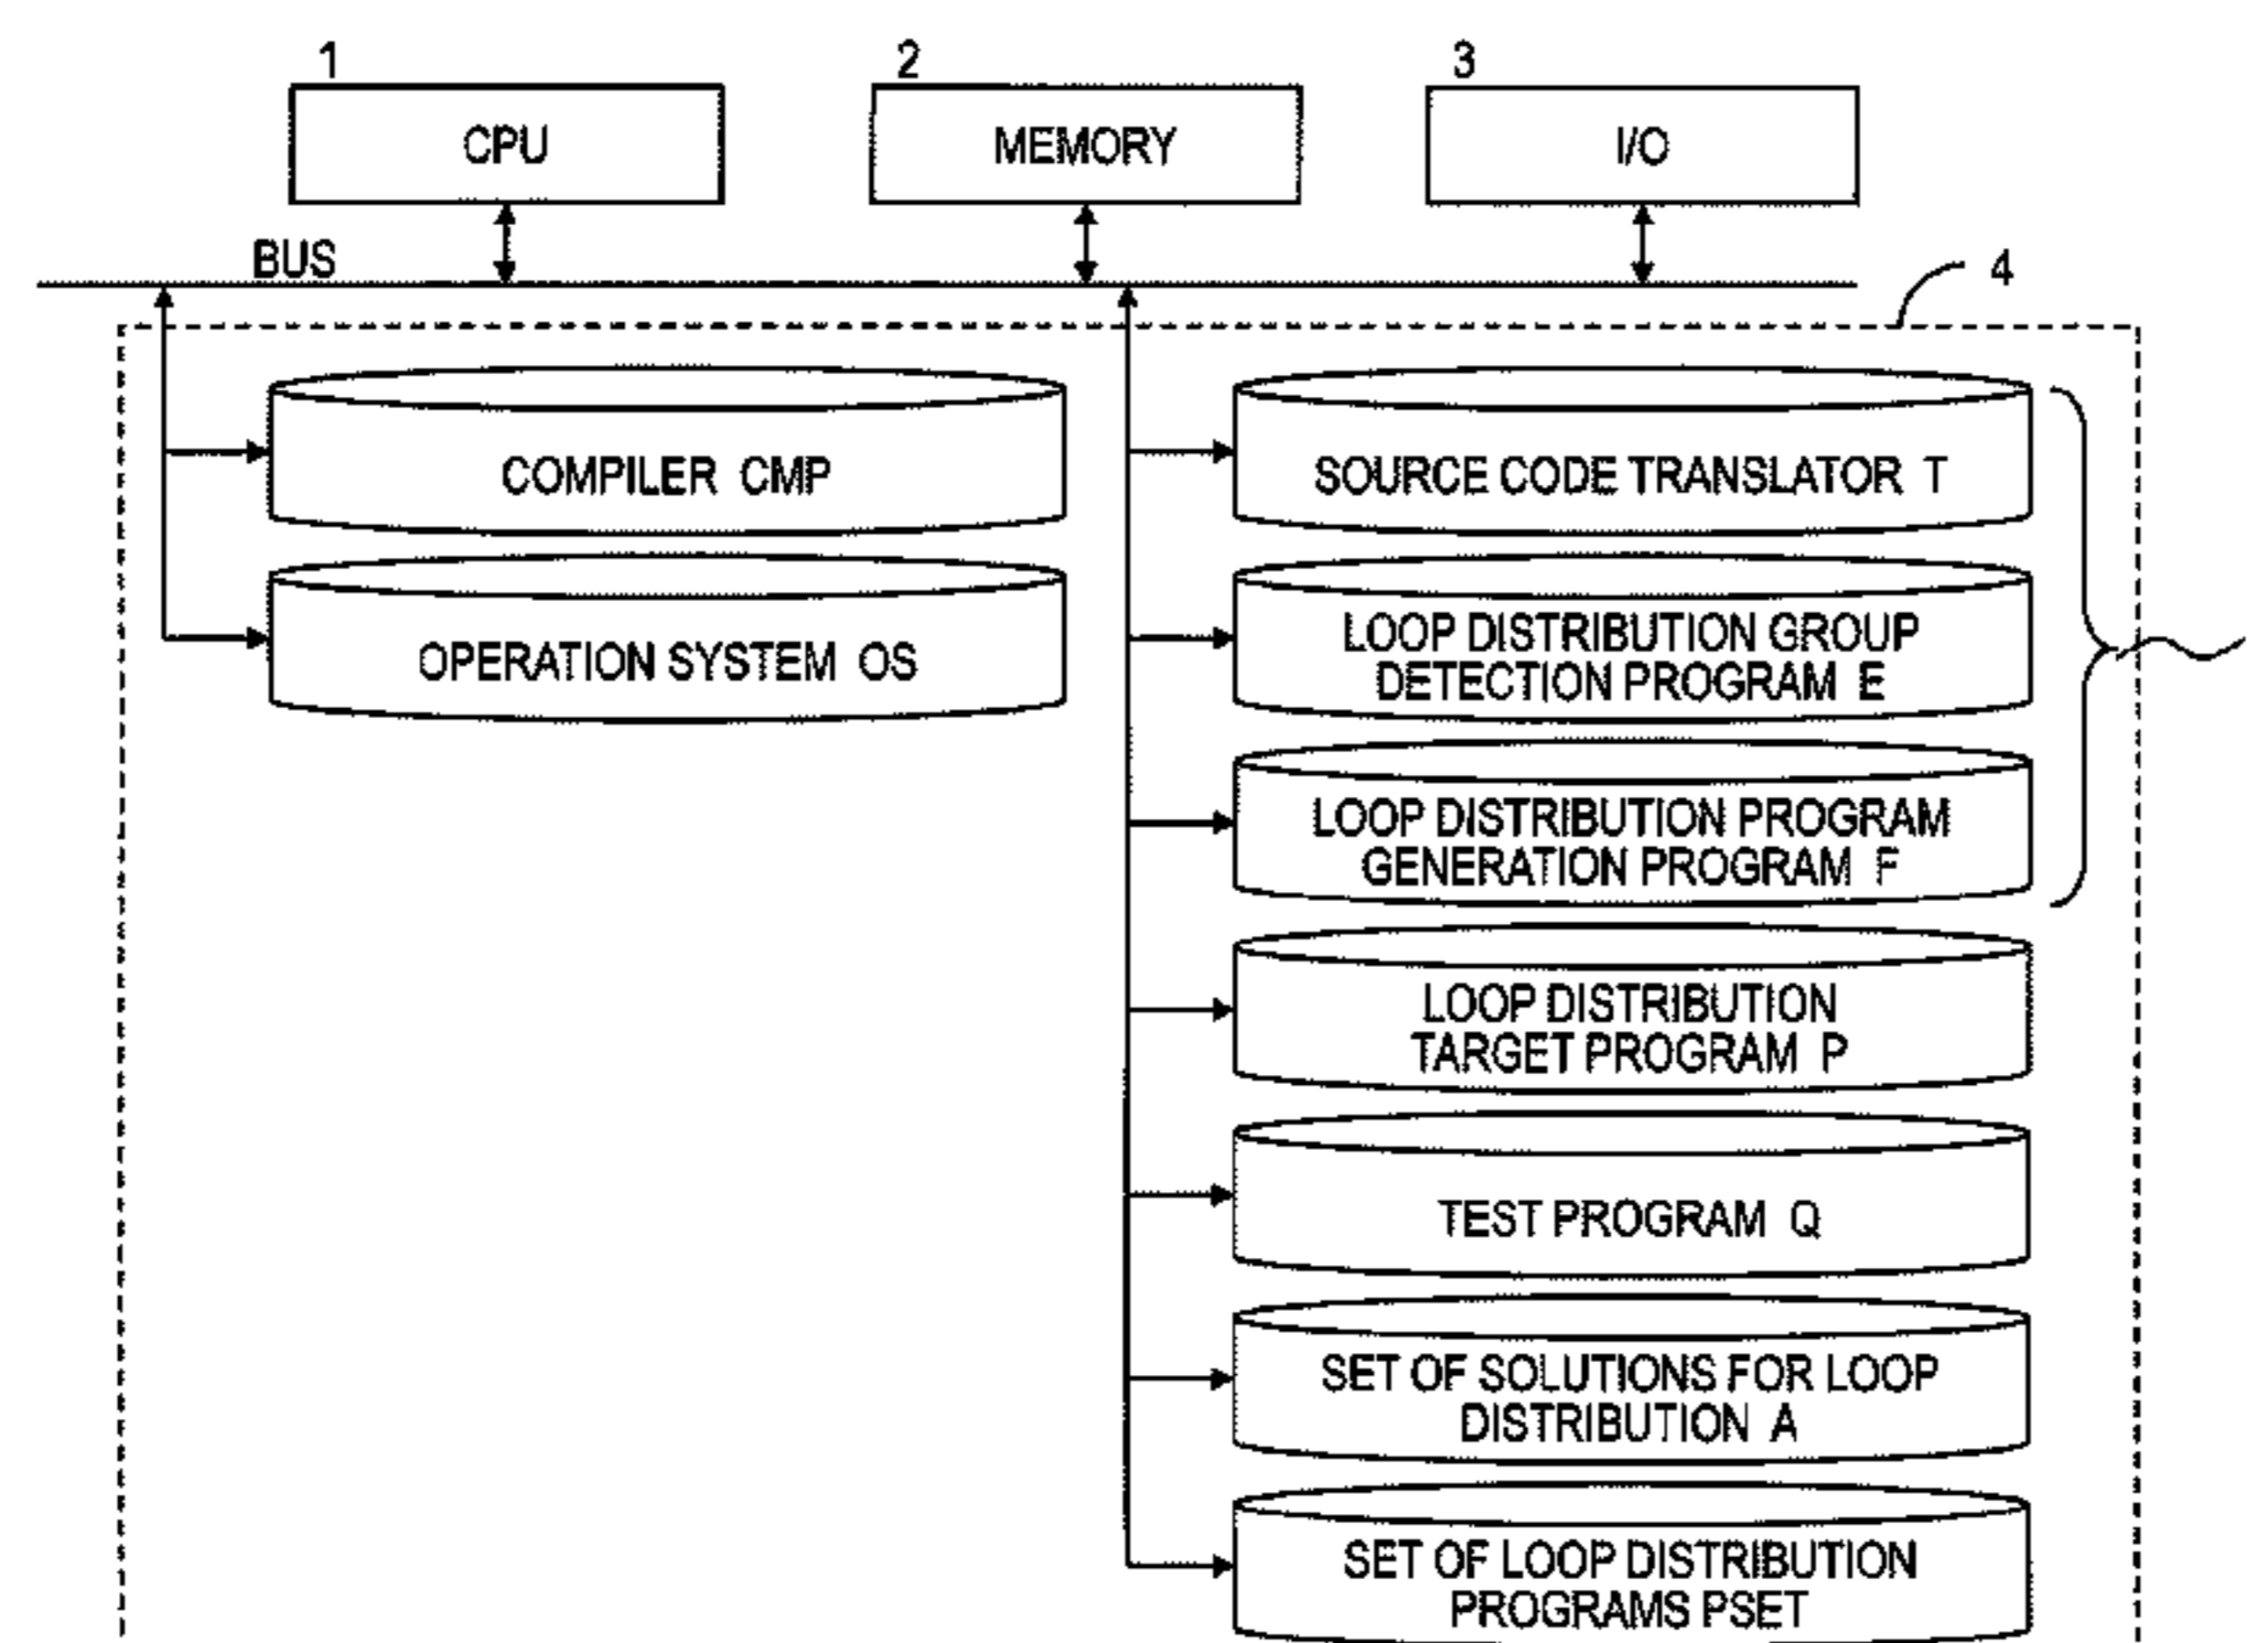 1
2
3
CPU
MEMORY
I/O
BUS
4
COMPILER CMP
OPERATION SYSTEM OS
SOURCE CODE TRANSLATOR T
LOOP DISTRIBUTION GROUP
DETECTION PROGRAM E
LOOP DISTRIBUTION PROGRAM
GENERATION PROGRAM F
LOOP DISTRIBUTION
TARGET PROGRAM P
TEST PROGRAM Q
SET OF SOLUTIONS FOR LOOP
DISTRIBUTION A
SET OF LOOP DISTRIBUTION
PROGRAMS PSET